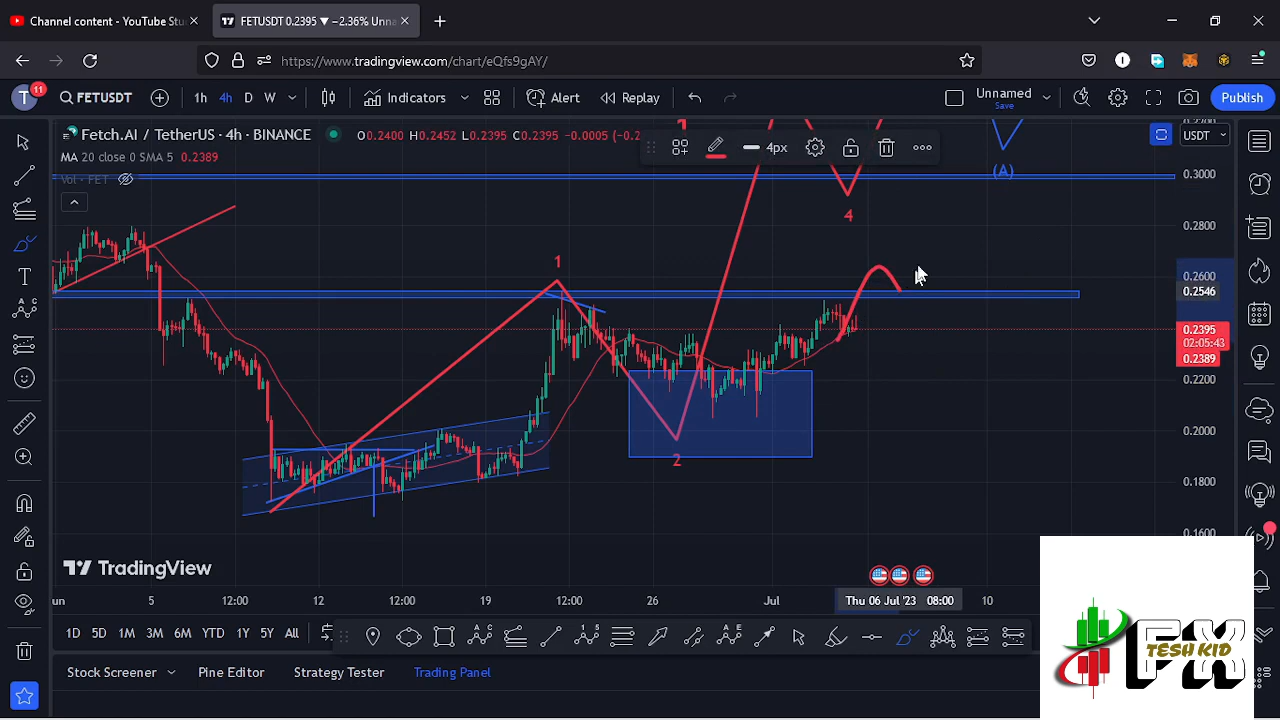 Channel content - YouTube Stu
FETUSDT 0.2395 ▼ −2.36% Unna
https://www.tradingview.com/chart/eQfs9gAY/
T 11 FETUSDT 1h 4h D W Indicators Alert Replay Unnamed Save Publish
Fetch.AI / TetherUS · 4h · BINANCE O0.2400 H0.2452 L0.2395 C0.2395 −0.0005 (−0.2
USDT
MA 20 close 0 SMA 5 0.2389
4px
Vol · FET
(A)
0.3000
4
0.2800
1
0.2600
0.2546
0.2395
02:05:43
0.2389
0.2200
0.2000
2
0.1800
0.1600
TradingView
un 5 12:00 12 12:00 19 12:00 26 Jul Thu 06 Jul '23 08:00 10
1D 5D 1M 3M 6M YTD 1Y 5Y All
Stock Screener Pine Editor Strategy Tester Trading Panel
FX
TESH KID